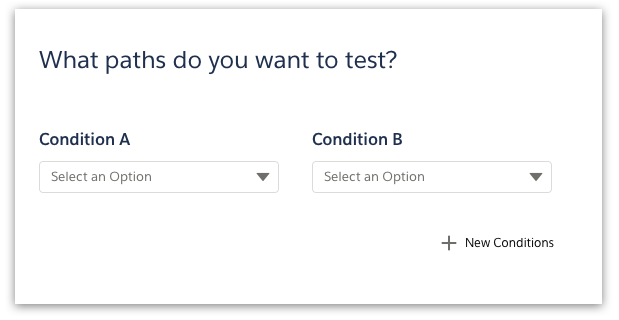 What paths do you want to test?
Condition A
Condition B
Select an Option
Select an Option
New Conditions